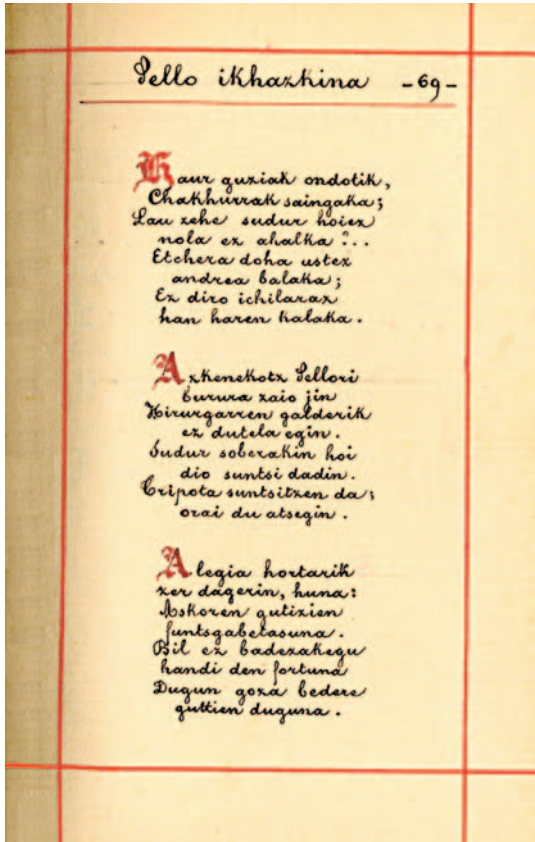 Pello ikhazkina -69-
Haur guziak ondotik,
Chakhurrak saingaka;
Lau zehe sudur hoiez
nola ez ahalka?..
Etchera doha ustez
andrea balaka;
Ez diro ichilaraz
han haren kalaka.
Azkenekotz Pellori
burura zaio jin
Hirurgarren galderik
ez dutela egin.
Sudur soberakin hoi
dio suntsi dadin.
Tripota suntsitzen da;
orai du atsegin.
Alegia hortarik
zer dagerin, huna:
Askoren gutizien
funtsgabetasuna.
Bil ez badezakegu
handi den fortuna
Dugun goza bedere
guttien duguna.